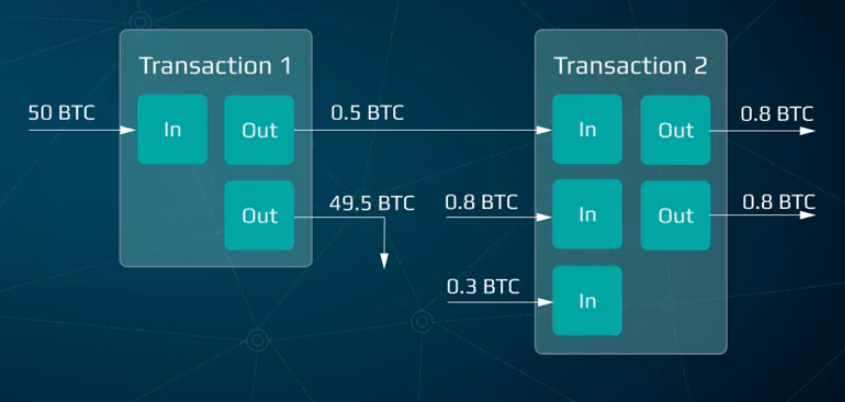 Transaction 1
50 BTC
In
Out
0.5 BTC
Out
49.5 BTC
Transaction 2
In
Out
0.8 BTC
0.8 BTC
In
Out
0.8 BTC
0.3 BTC
In